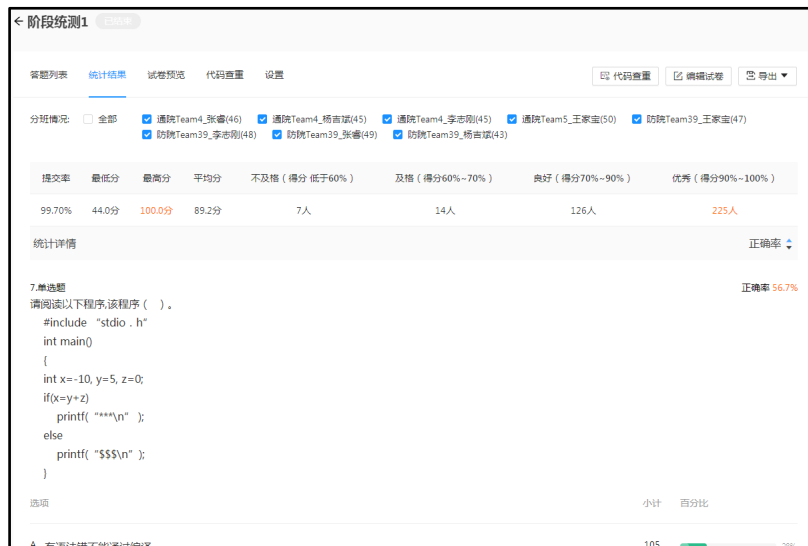 ← 阶段统测1 已结束
答题列表 统计结果 试卷预览 代码查重 设置 代码查重 编辑试卷 导出 ▼
分班情况: 全部 通院Team4_张睿(46) 通院Team4_杨吉斌(45) 通院Team4_李志刚(45) 通院Team5_王家宝(50) 防院Team39_王家宝(47)
防院Team39_李志刚(48) 防院Team39_张睿(49) 防院Team39_杨吉斌(43)
提交率 最低分 最高分 平均分 不及格（得分 低于60%） 及格（得分60%~70%） 良好（得分70%~90%） 优秀（得分90%~100%）
99.70% 44.0分 100.0分 89.2分 7人 14人 126人 225人
统计详情 正确率
7.单选题 正确率 56.7%
请阅读以下程序,该程序（ ）。
#include “stdio . h”
int main()
{
int x=-10, y=5, z=0;
if(x=y+z)
printf( “***\n” );
else
printf( “$$$\n” );
}
选项 小计 百分比
A 有语法错不能通过编译 105